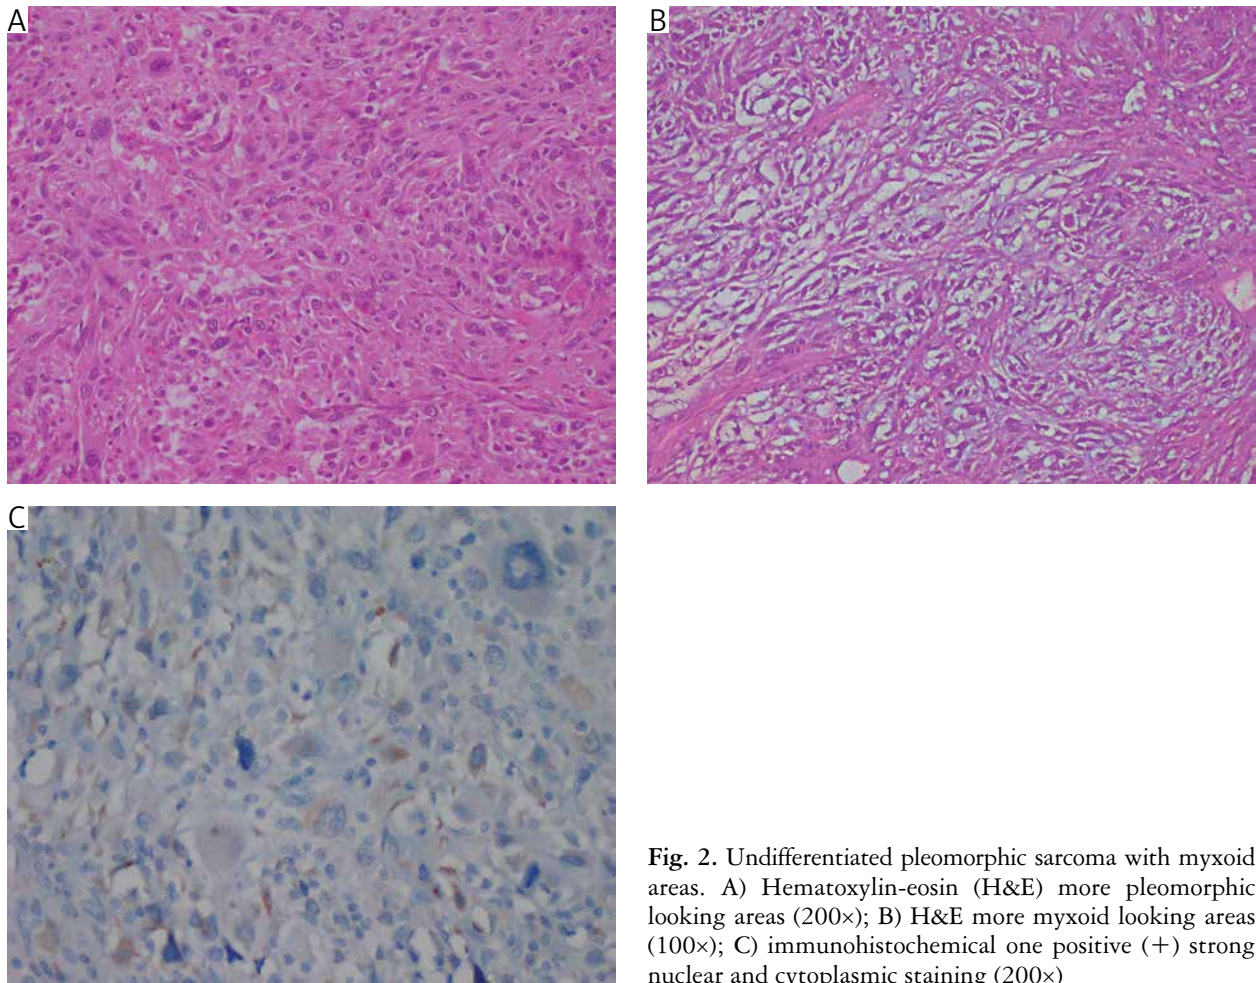 A
B
C
Fig. 2. Undifferentiated pleomorphic sarcoma with myxoid
areas. A) Hematoxylin-eosin (H&E) more pleomorphic
looking areas (200×); B) H&E more myxoid looking areas
(100×); C) immunohistochemical one positive (+) strong
nuclear and cytoplasmic staining (200×)